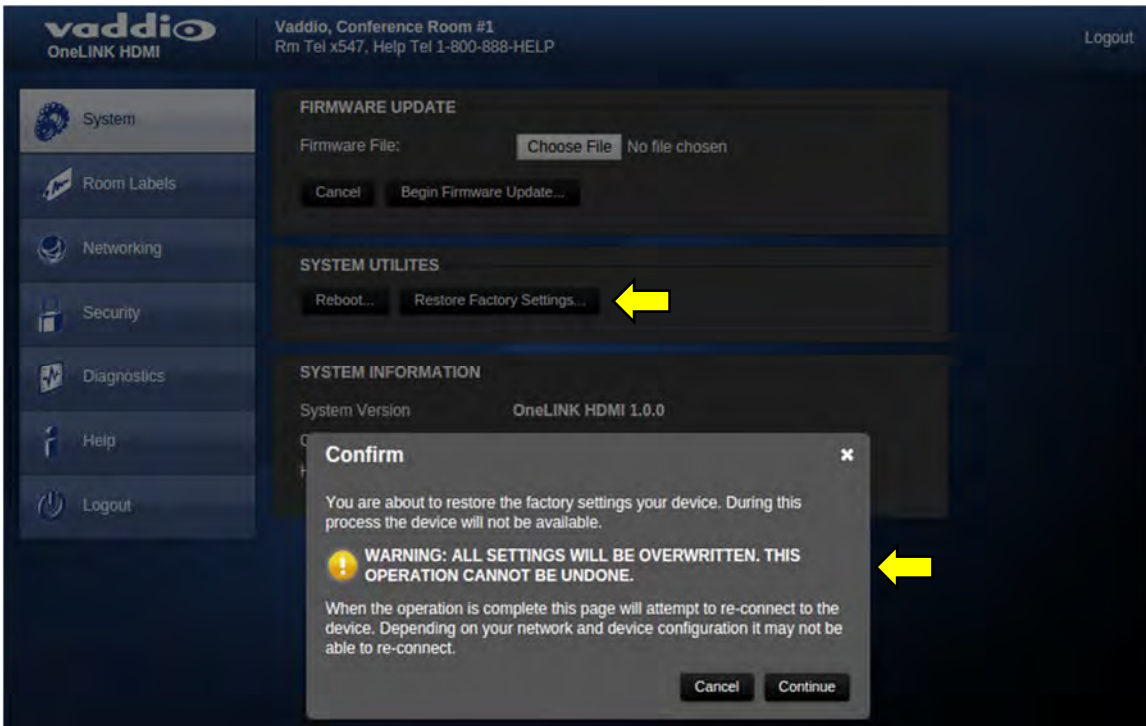 vaddio
OneLINK HDMI
Vaddio, Conference Room #1
Rm Tel x547, Help Tel 1-800-888-HELP
Logout
System
Room Labels
Networking
Security
Diagnostics
Help
Logout
FIRMWARE UPDATE
Firmware File: Choose File No file chosen
Cancel Begin Firmware Update...
SYSTEM UTILITES
Reboot... Restore Factory Settings...
SYSTEM INFORMATION
System Version OneLINK HDMI 1.0.0
Confirm
You are about to restore the factory settings your device. During this
process the device will not be available.
WARNING: ALL SETTINGS WILL BE OVERWRITTEN. THIS
OPERATION CANNOT BE UNDONE.
When the operation is complete this page will attempt to re-connect to the
device. Depending on your network and device configuration it may not be
able to re-connect.
Cancel Continue